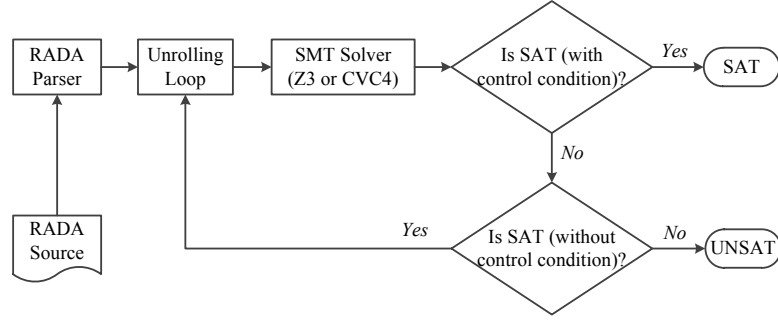 RADA
Parser
Unrolling
Loop
SMT Solver
(Z3 or CVC4)
Is SAT (with
control condition)?
Yes
SAT
No
RADA
Source
Yes
Is SAT (without
control condition)?
No
UNSAT